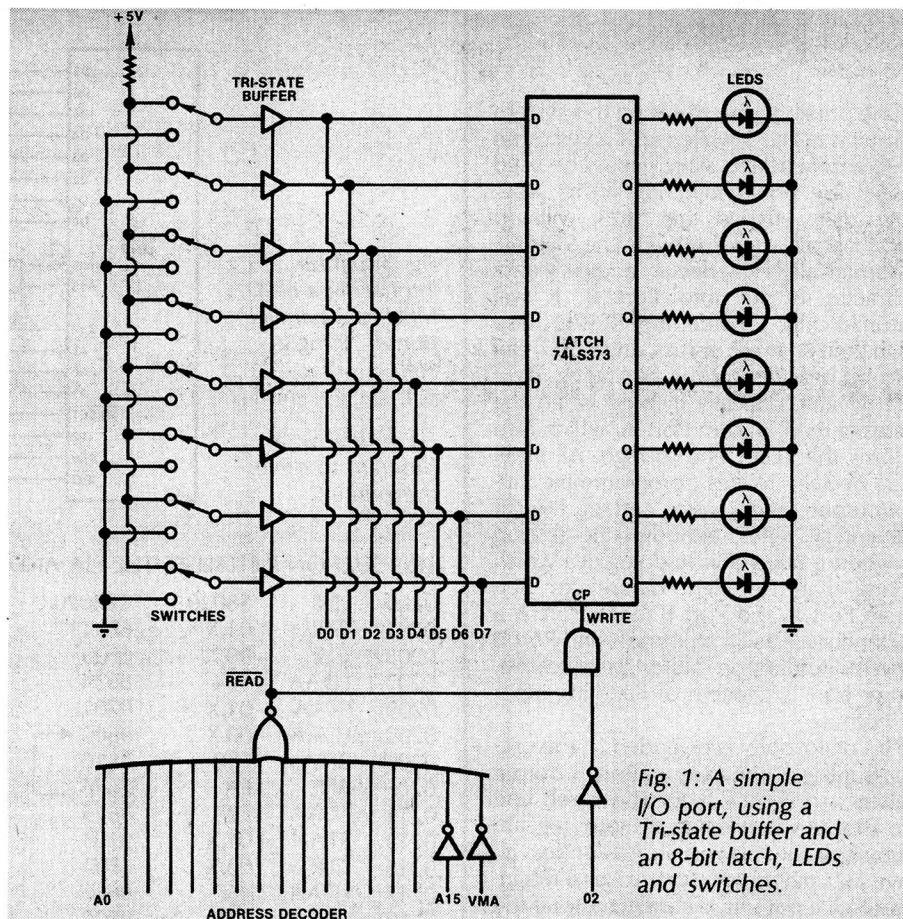 +5V
TRI-STATE
BUFFER
LEDS
D Q
λ
D Q
λ
D Q
λ
D Q
λ
LATCH
74LS373
D Q
λ
D Q
λ
D Q
λ
D Q
λ
CP
SWITCHES
D0 D1 D2 D3 D4 D5 D6 D7
WRITE
READ
Fig. 1: A simple
I/O port, using a
Tri-state buffer and
an 8-bit latch, LEDs
and switches.
A0 A15 VMA 02
ADDRESS DECODER